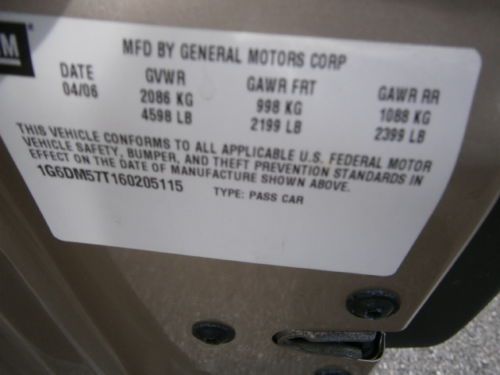 M
MFD BY GENERAL MOTORS CORP
DATE GVWR GAWR FRT GAWR RR
04/06 2086 KG 998 KG 1088 KG
4598 LB 2199 LB 2399 LB
THIS VEHICLE CONFORMS TO ALL APPLICABLE U.S. FEDERAL MOTOR
VEHICLE SAFETY, BUMPER, AND THEFT PREVENTION STANDARDS IN
EFFECT ON THE DATE OF MANUFACTURE SHOWN ABOVE.
1G6DM57T160205115 TYPE: PASS CAR